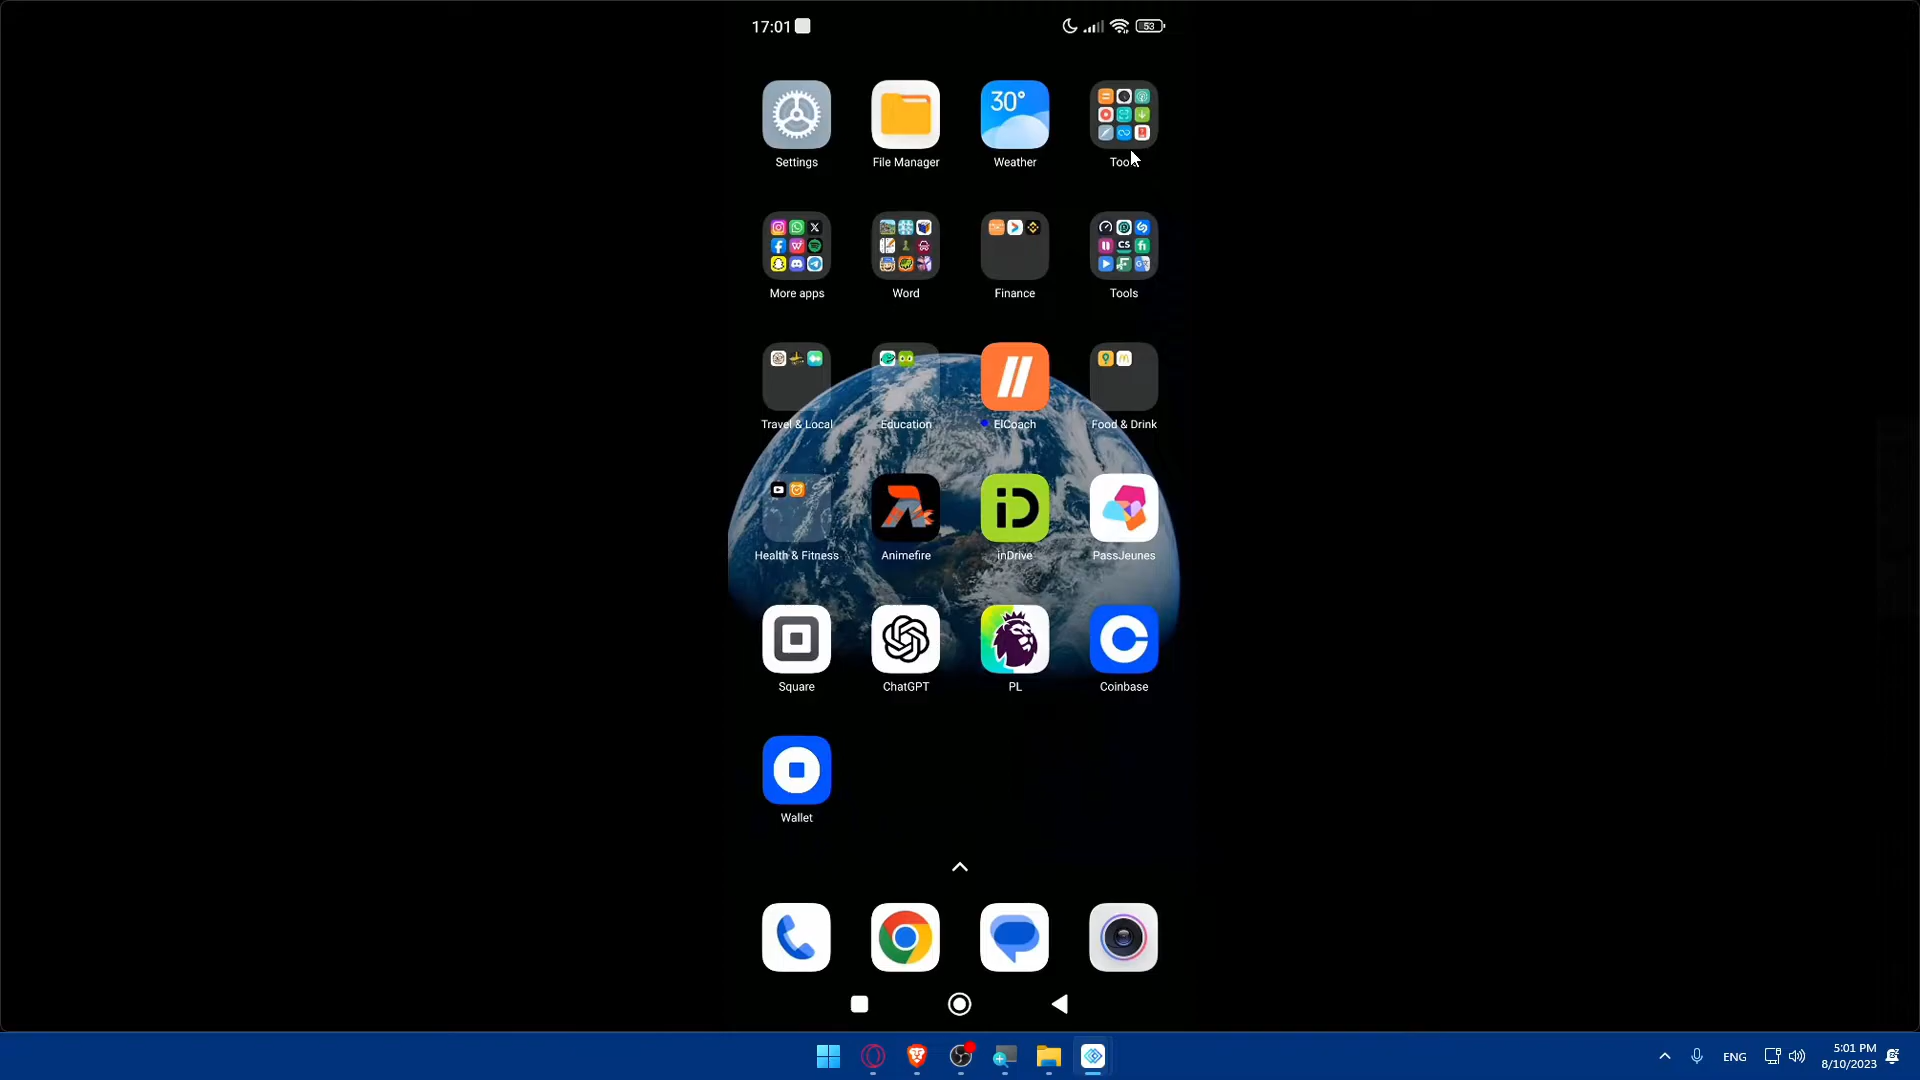 17:01
53
30°
Settings
File Manager
Weather
More apps
Word
Finance
Tools
Travel & Local
Education
ElCoach
Food & Drink
Health & Fitness
Animefire
inDrive
PassJeunes
Square
ChatGPT
PL
Coinbase
Wallet
ENG
5:01 PM
8/10/2023